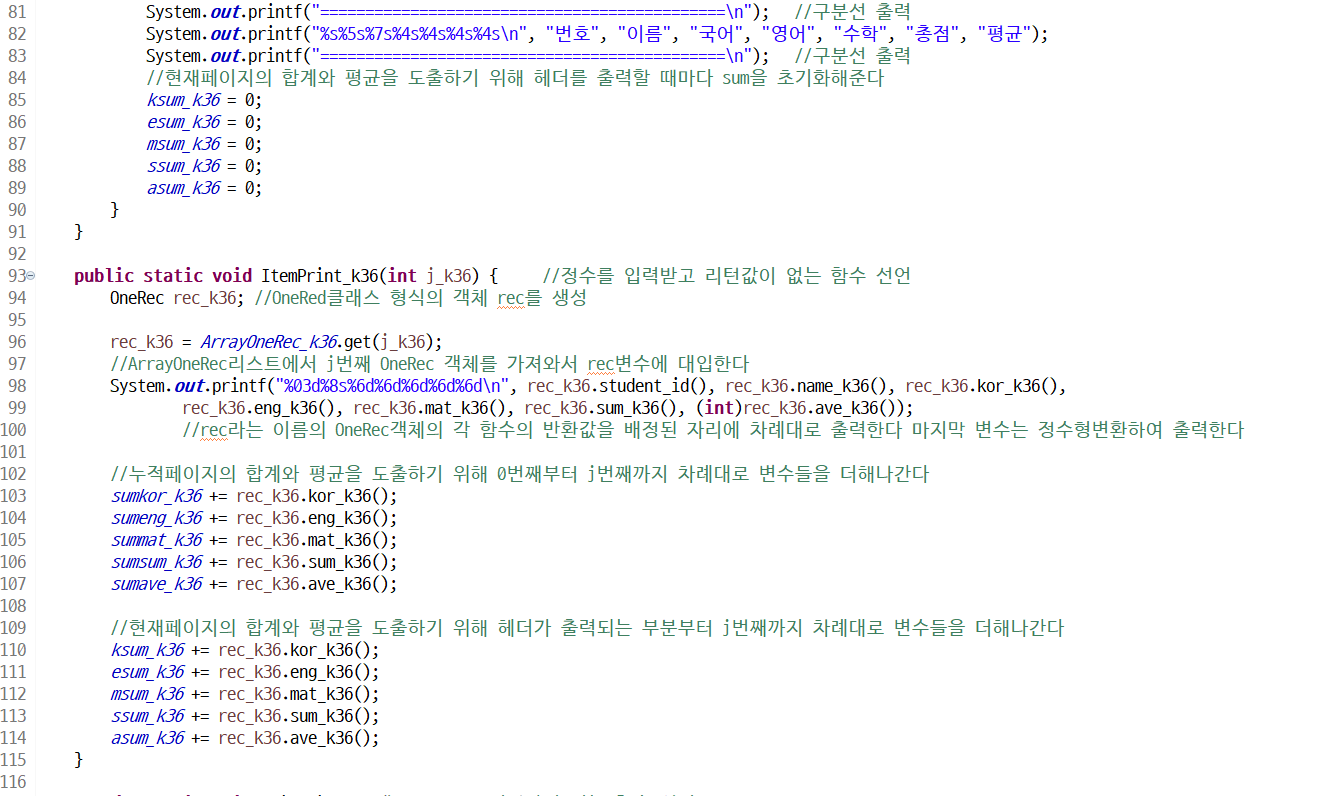 81 System.out.printf("=============================================\n"); //구분선 출력
82 System.out.printf("%s%5s%7s%4s%4s%4s%4s\n", "번호", "이름", "국어", "영어", "수학", "총점", "평균");
83 System.out.printf("=============================================\n"); //구분선 출력
84 //현재페이지의 합계와 평균을 도출하기 위해 헤더를 출력할 때마다 sum을 초기화해준다
85 ksum_k36 = 0;
86 esum_k36 = 0;
87 msum_k36 = 0;
88 ssum_k36 = 0;
89 asum_k36 = 0;
90 }
91 }
92
93 public static void ItemPrint_k36(int j_k36) { //정수를 입력받고 리턴값이 없는 함수 선언
94 OneRec rec_k36; //OneRed클래스 형식의 객체 rec를 생성
95
96 rec_k36 = ArrayOneRec_k36.get(j_k36);
97 //ArrayOneRec리스트에서 j번째 OneRec 객체를 가져와서 rec변수에 대입한다
98 System.out.printf("%03d%8s%6d%6d%6d%6d%6d\n", rec_k36.student_id(), rec_k36.name_k36(), rec_k36.kor_k36(),
99 rec_k36.eng_k36(), rec_k36.mat_k36(), rec_k36.sum_k36(), (int)rec_k36.ave_k36());
100 //rec라는 이름의 OneRec객체의 각 함수의 반환값을 배정된 자리에 차례대로 출력한다 마지막 변수는 정수형변환하여 출력한다
101
102 //누적페이지의 합계와 평균을 도출하기 위해 0번째부터 j번째까지 차례대로 변수들을 더해나간다
103 sumkor_k36 += rec_k36.kor_k36();
104 sumeng_k36 += rec_k36.eng_k36();
105 summat_k36 += rec_k36.mat_k36();
106 sumsum_k36 += rec_k36.sum_k36();
107 sumave_k36 += rec_k36.ave_k36();
108
109 //현재페이지의 합계와 평균을 도출하기 위해 헤더가 출력되는 부분부터 j번째까지 차례대로 변수들을 더해나간다
110 ksum_k36 += rec_k36.kor_k36();
111 esum_k36 += rec_k36.eng_k36();
112 msum_k36 += rec_k36.mat_k36();
113 ssum_k36 += rec_k36.sum_k36();
114 asum_k36 += rec_k36.ave_k36();
115 }
116